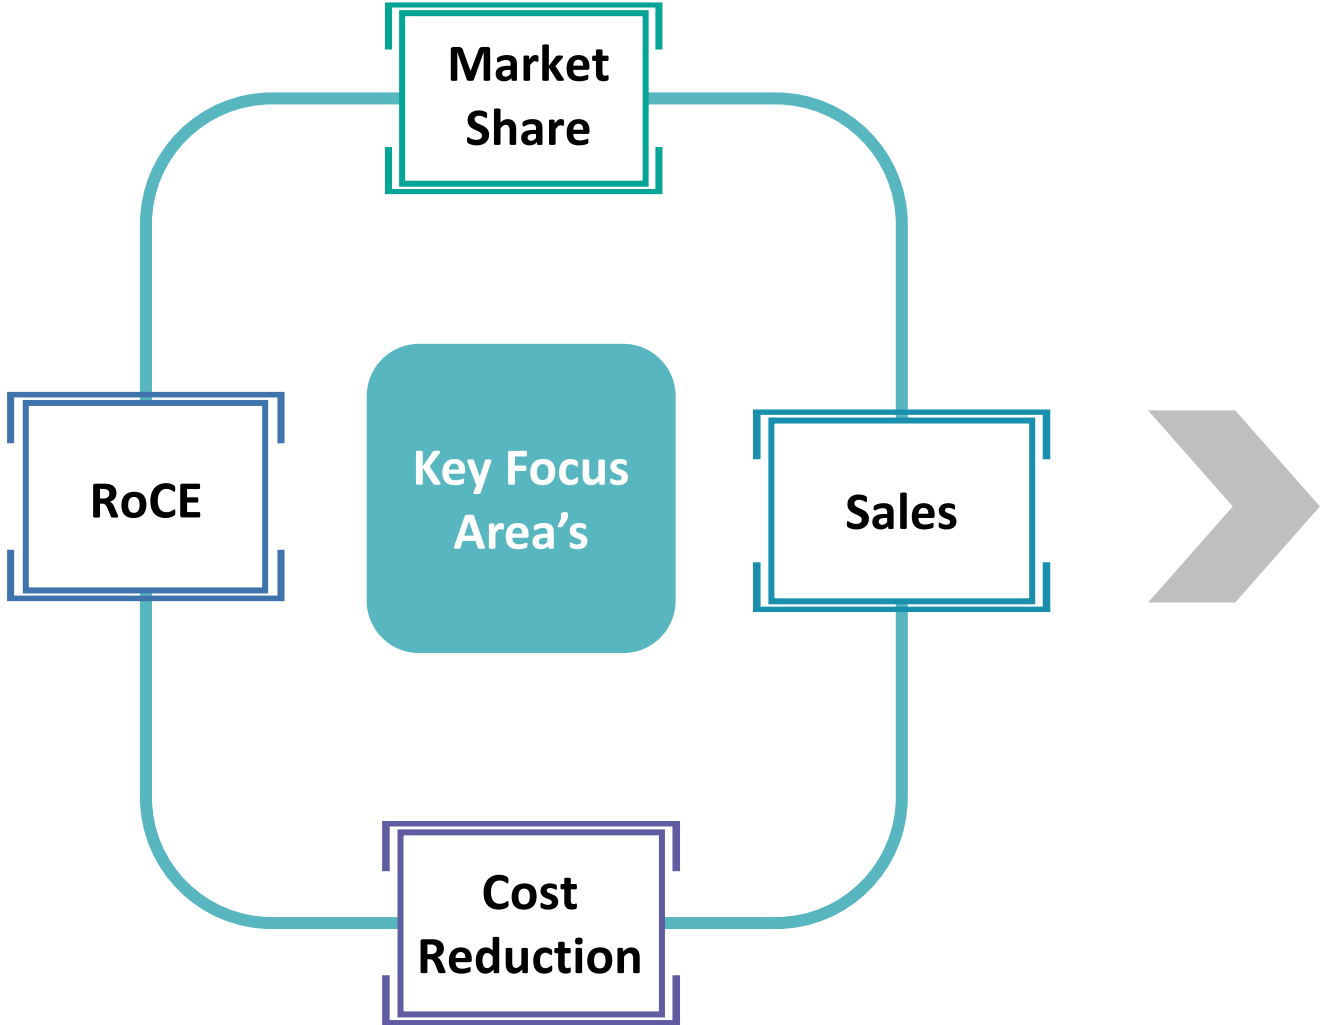 Market
Share
RoCE
Key Focus
Area’s
Sales
Cost
Reduction